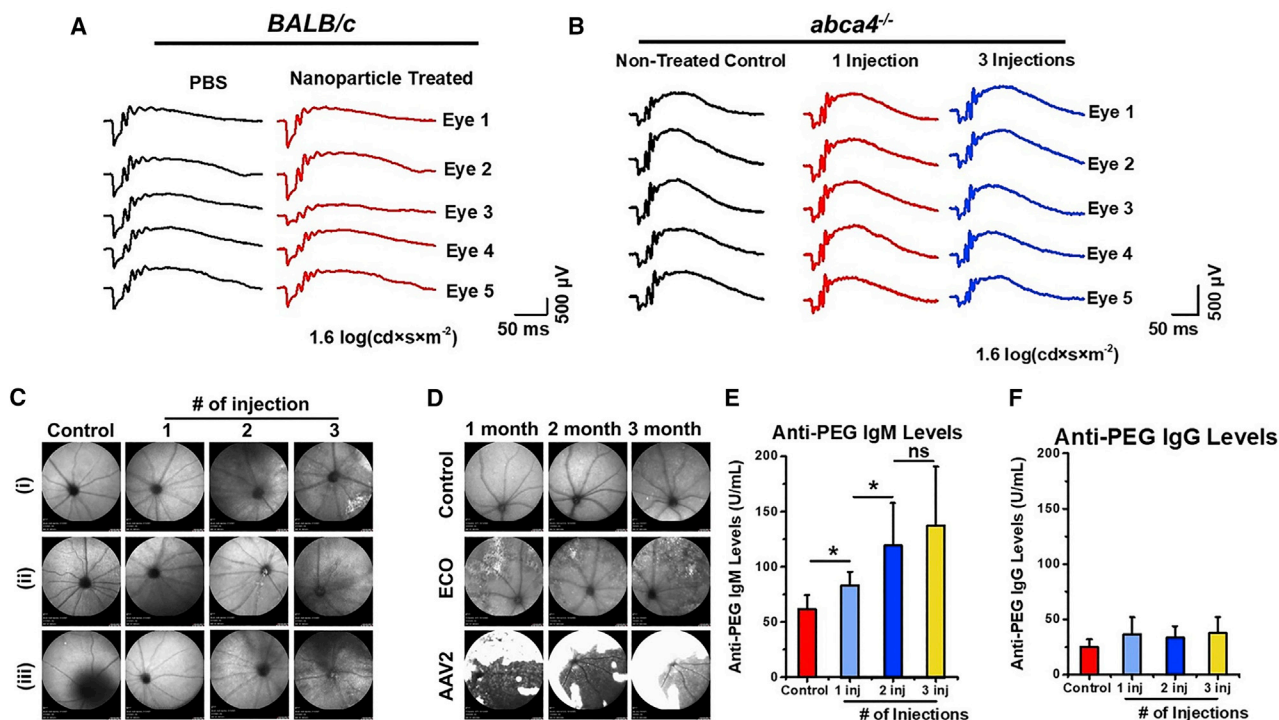 A
BALB/c
PBS
Nanoparticle Treated
Eye 1
Eye 2
Eye 3
Eye 4
Eye 5
500 µV
50 ms
1.6 log(cd×s×m-2)
B
abca4-/-
Non-Treated Control
1 Injection
3 Injections
Eye 1
Eye 2
Eye 3
Eye 4
Eye 5
500 µV
50 ms
1.6 log(cd×s×m-2)
C
# of injection
Control
1
2
3
(i)
(ii)
(iii)
D
1 month
2 month
3 month
Control
ECO
AAV2
E
Anti-PEG IgM Levels
Anti-PEG IgM Levels (U/mL)
200
150
100
50
0
*
*
ns
Control
1 inj
2 inj
3 inj
# of Injections
F
Anti-PEG IgG Levels
Anti-PEG IgG Levels (U/mL)
200
150
100
50
0
Control
1 inj
2 inj
3 inj
# of Injections